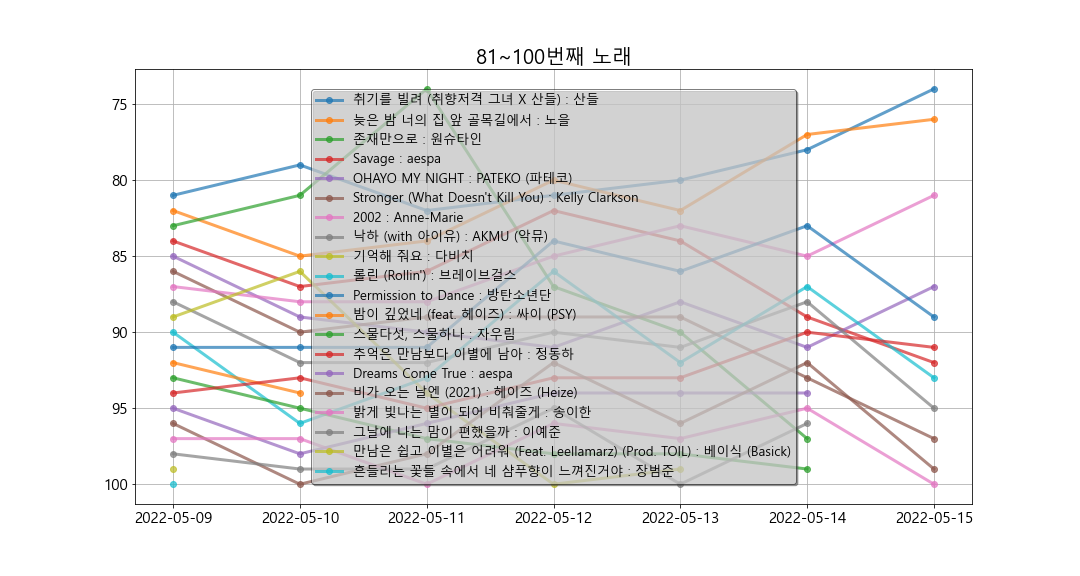 81~100번째 노래
75
80
85
90
95
100
취기를 빌려 (취향저격 그녀 X 산들) : 산들
늦은 밤 너의 집 앞 골목길에서 : 노을
존재만으로 : 원슈타인
Savage : aespa
OHAYO MY NIGHT : PATEKO (파테코)
Stronger (What Doesn't Kill You) : Kelly Clarkson
2002 : Anne-Marie
낙하 (with 아이유) : AKMU (악뮤)
기억해 줘요 : 다비치
롤린 (Rollin') : 브레이브걸스
Permission to Dance : 방탄소년단
밤이 깊었네 (feat. 헤이즈) : 싸이 (PSY)
스물다섯, 스물하나 : 자우림
추억은 만남보다 이별에 남아 : 정동하
Dreams Come True : aespa
비가 오는 날엔 (2021) : 헤이즈 (Heize)
밝게 빛나는 별이 되어 비춰줄게 : 송이한
그날에 나는 맘이 편했을까 : 이예준
만남은 쉽고 이별은 어려워 (Feat. Leellamarz) (Prod. TOIL) : 베이식 (Basick)
흔들리는 꽃들 속에서 네 샴푸향이 느껴진거야 : 장범준
2022-05-09
2022-05-10
2022-05-11
2022-05-12
2022-05-13
2022-05-14
2022-05-15